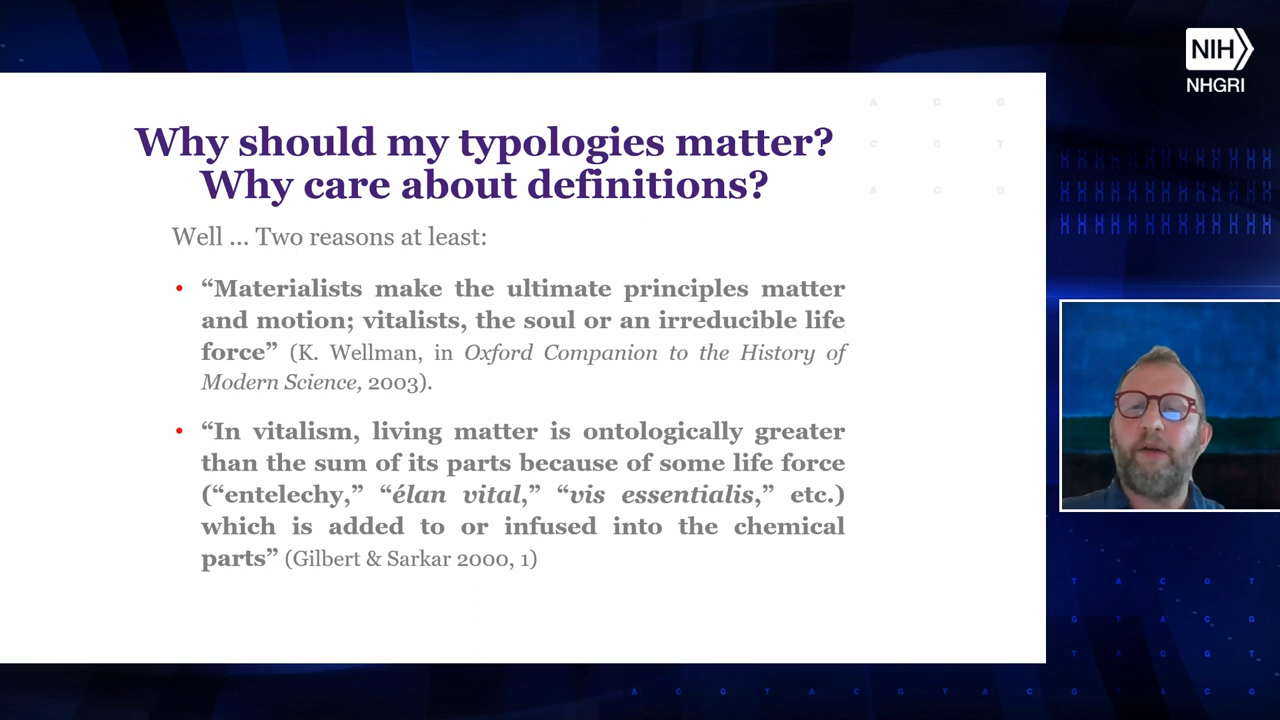 NIH
NHGRI
A C G
C G T
A C G
Why should my typologies matter?
Why care about definitions?
Well ... Two reasons at least:
• “Materialists make the ultimate principles matter
and motion; vitalists, the soul or an irreducible life
force” (K. Wellman, in Oxford Companion to the History of
Modern Science, 2003).
• “In vitalism, living matter is ontologically greater
than the sum of its parts because of some life force
(“entelechy,” “élan vital,” “vis essentialis,” etc.)
which is added to or infused into the chemical
parts” (Gilbert & Sarkar 2000, 1)
T A C G T
G T A C G
T A C G T
A C G T A C G T A C G T A C G